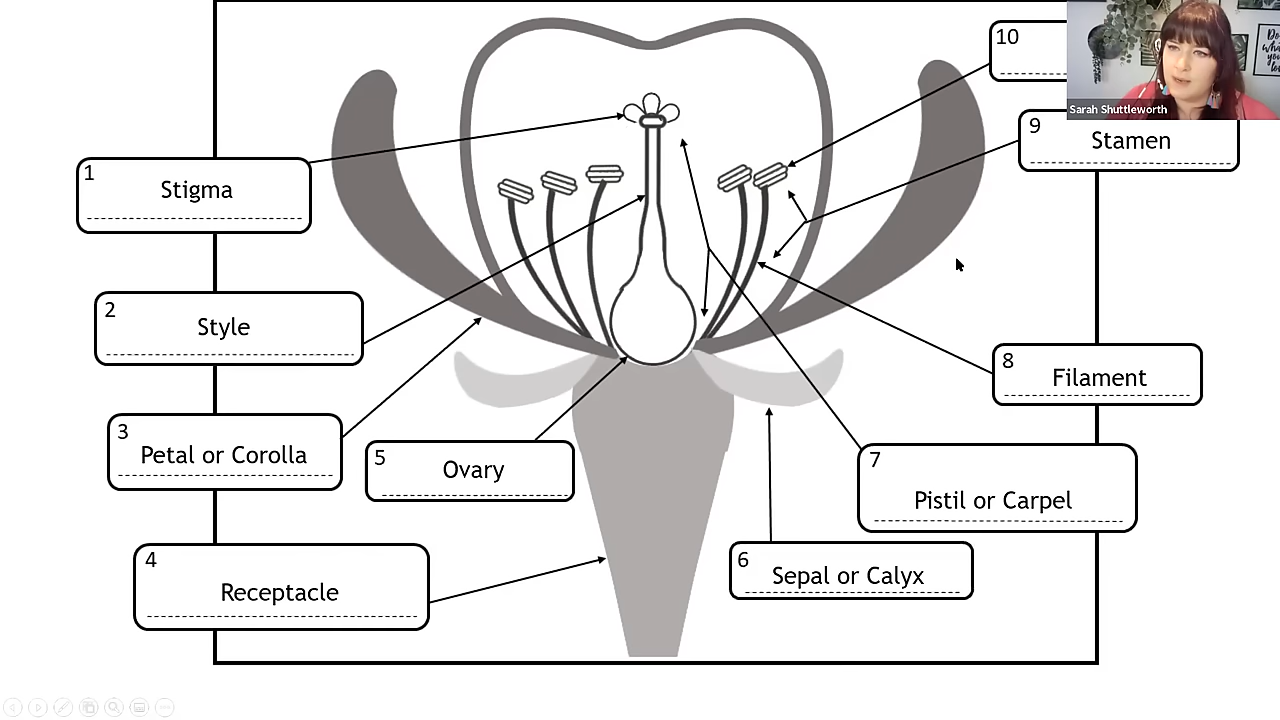 10
Sarah Shuttleworth
9
Stamen
1
Stigma
2
Style
8
Filament
3
Petal or Corolla
5
Ovary
7
Pistil or Carpel
4
Receptacle
6
Sepal or Calyx